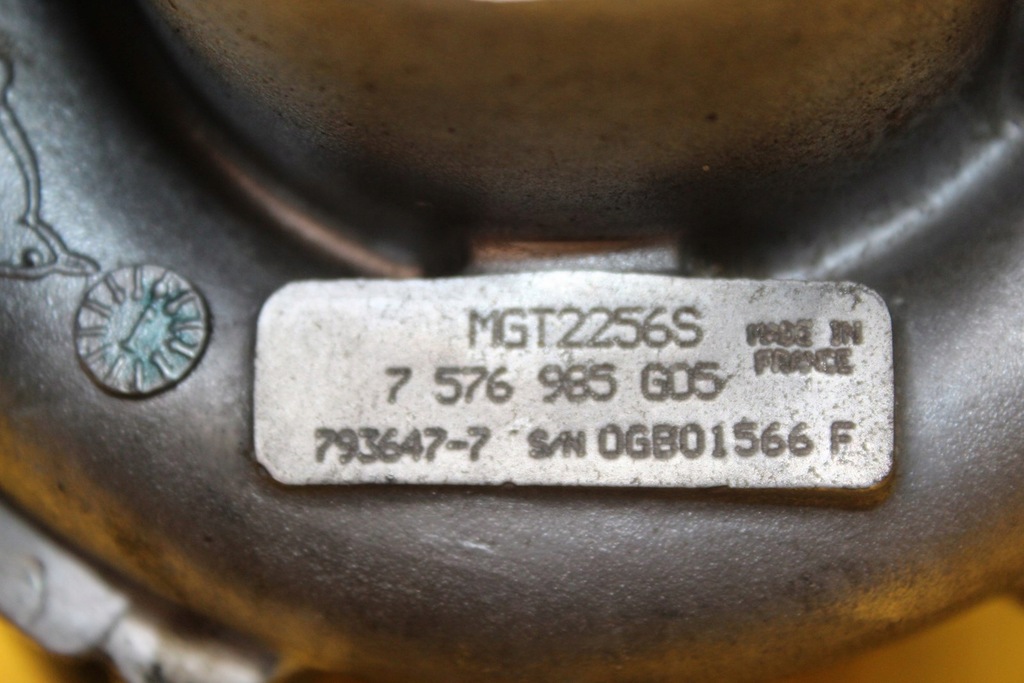 MGT2256S
MADE IN
FRANCE
7 576 985 G05
793647-7 S/N 0GB01566 F